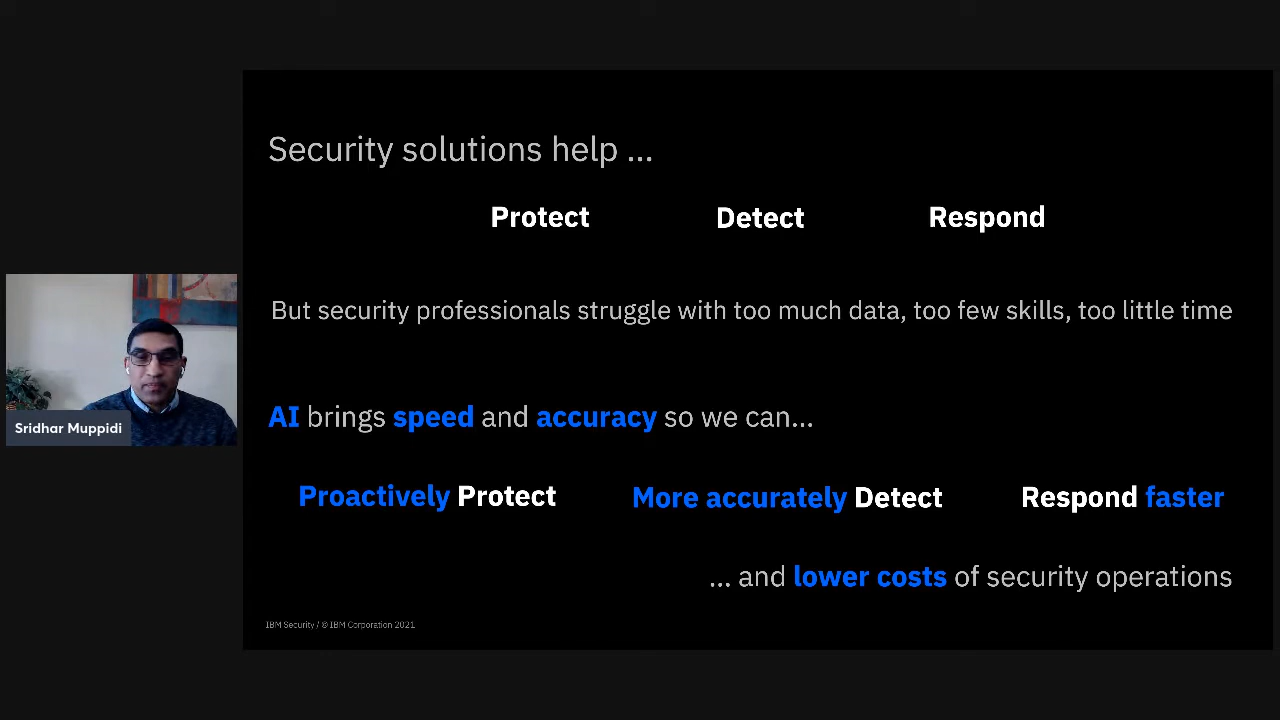 Security solutions help ...
Protect Detect Respond
But security professionals struggle with too much data, too few skills, too little time
AI brings speed and accuracy so we can...
Proactively Protect More accurately Detect Respond faster
... and lower costs of security operations
IBM Security / © IBM Corporation 2021
Sridhar Muppidi